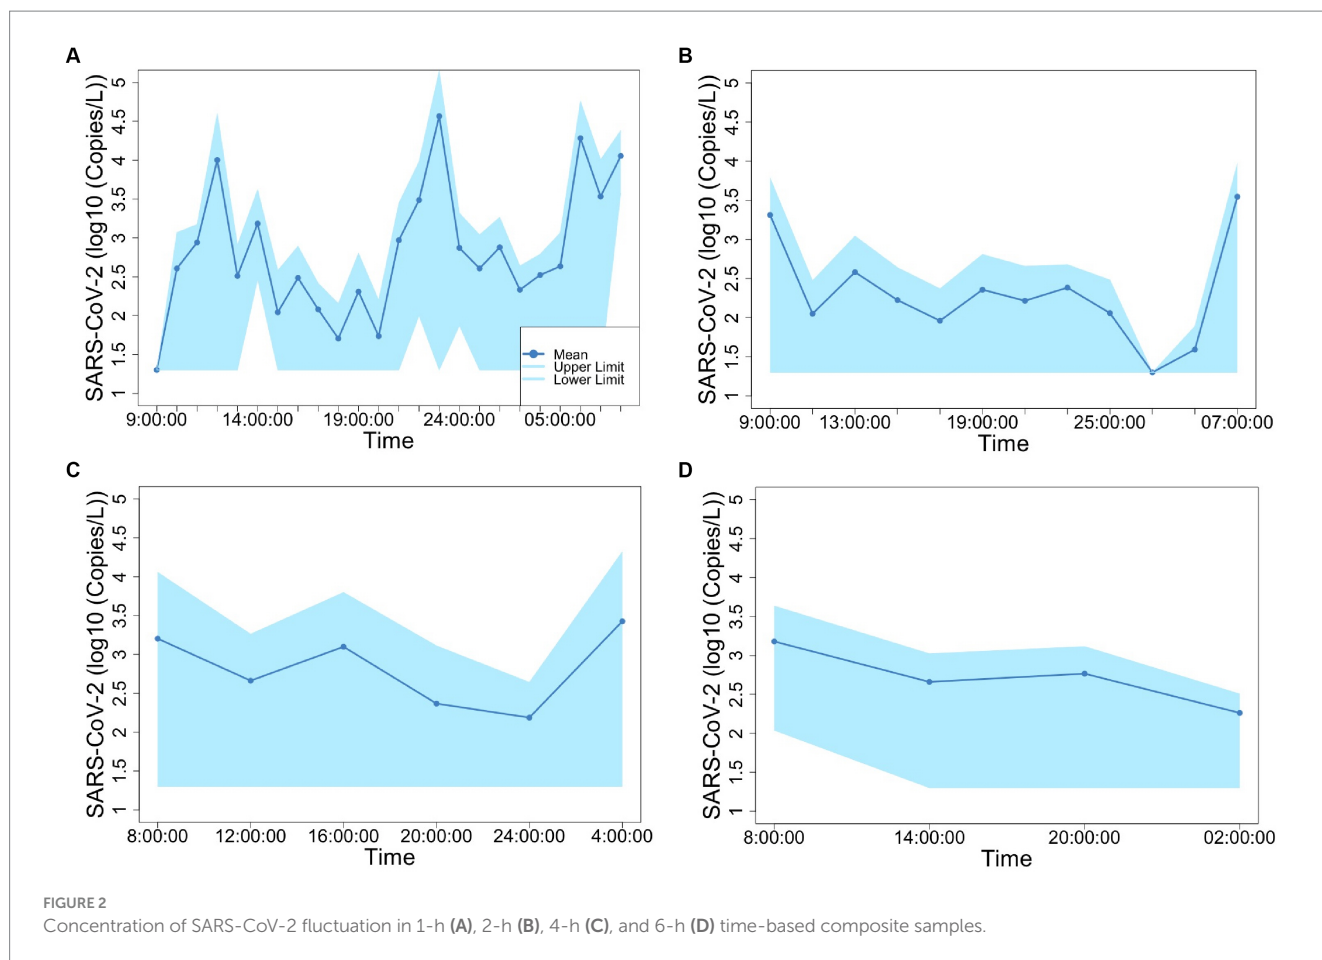 A
SARS-CoV-2 (log10 (Copies/L))
5
4.5
4
3.5
3
2.5
2
1.5
1
Mean
Upper Limit
Lower Limit
9:00:00 14:00:00 19:00:00 24:00:00 05:00:00
Time
B
SARS-CoV-2 (log10 (Copies/L))
5
4.5
4
3.5
3
2.5
2
1.5
1
9:00:00 13:00:00 19:00:00 25:00:00 07:00:00
Time
C
SARS-CoV-2 (log10 (Copies/L))
5
4.5
4
3.5
3
2.5
2
1.5
1
8:00:00 12:00:00 16:00:00 20:00:00 24:00:00 4:00:00
Time
D
SARS-CoV-2 (log10 (Copies/L))
5
4.5
4
3.5
3
2.5
2
1.5
1
8:00:00 14:00:00 20:00:00 02:00:00
Time
FIGURE 2
Concentration of SARS-CoV-2 fluctuation in 1-h (A), 2-h (B), 4-h (C), and 6-h (D) time-based composite samples.